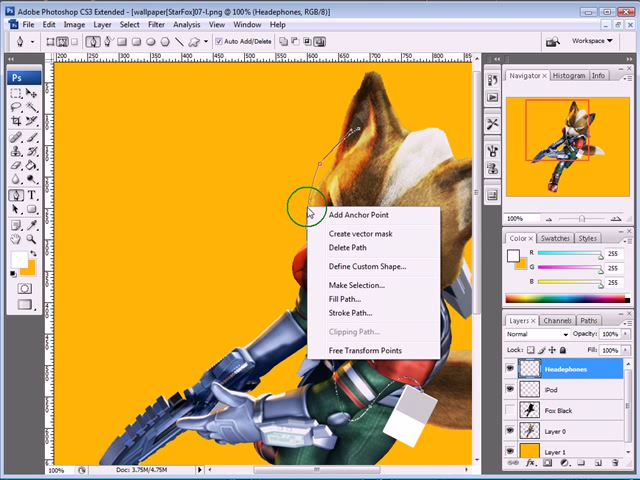 Adobe Photoshop CS3 Extended - [wallpaper[StarFox]07-l.png @ 100% (Headphones, RGB/8)]
File Edit Image Layer Select Filter Analysis View Window Help
Auto Add/Delete
Workspace
Ps
Navigator Histogram Info
100%
Color Swatches Styles
R 255
G 255
B 255
Layers Channels Paths
Normal Opacity: 100%
Lock: Fill: 100%
Headphones
iPod
Fox Black
Layer 0
Layer 1
Add Anchor Point
Create vector mask
Delete Path
Define Custom Shape...
Make Selection...
Fill Path...
Stroke Path...
Clipping Path...
Free Transform Points
100% Doc: 3.75M/4.75M